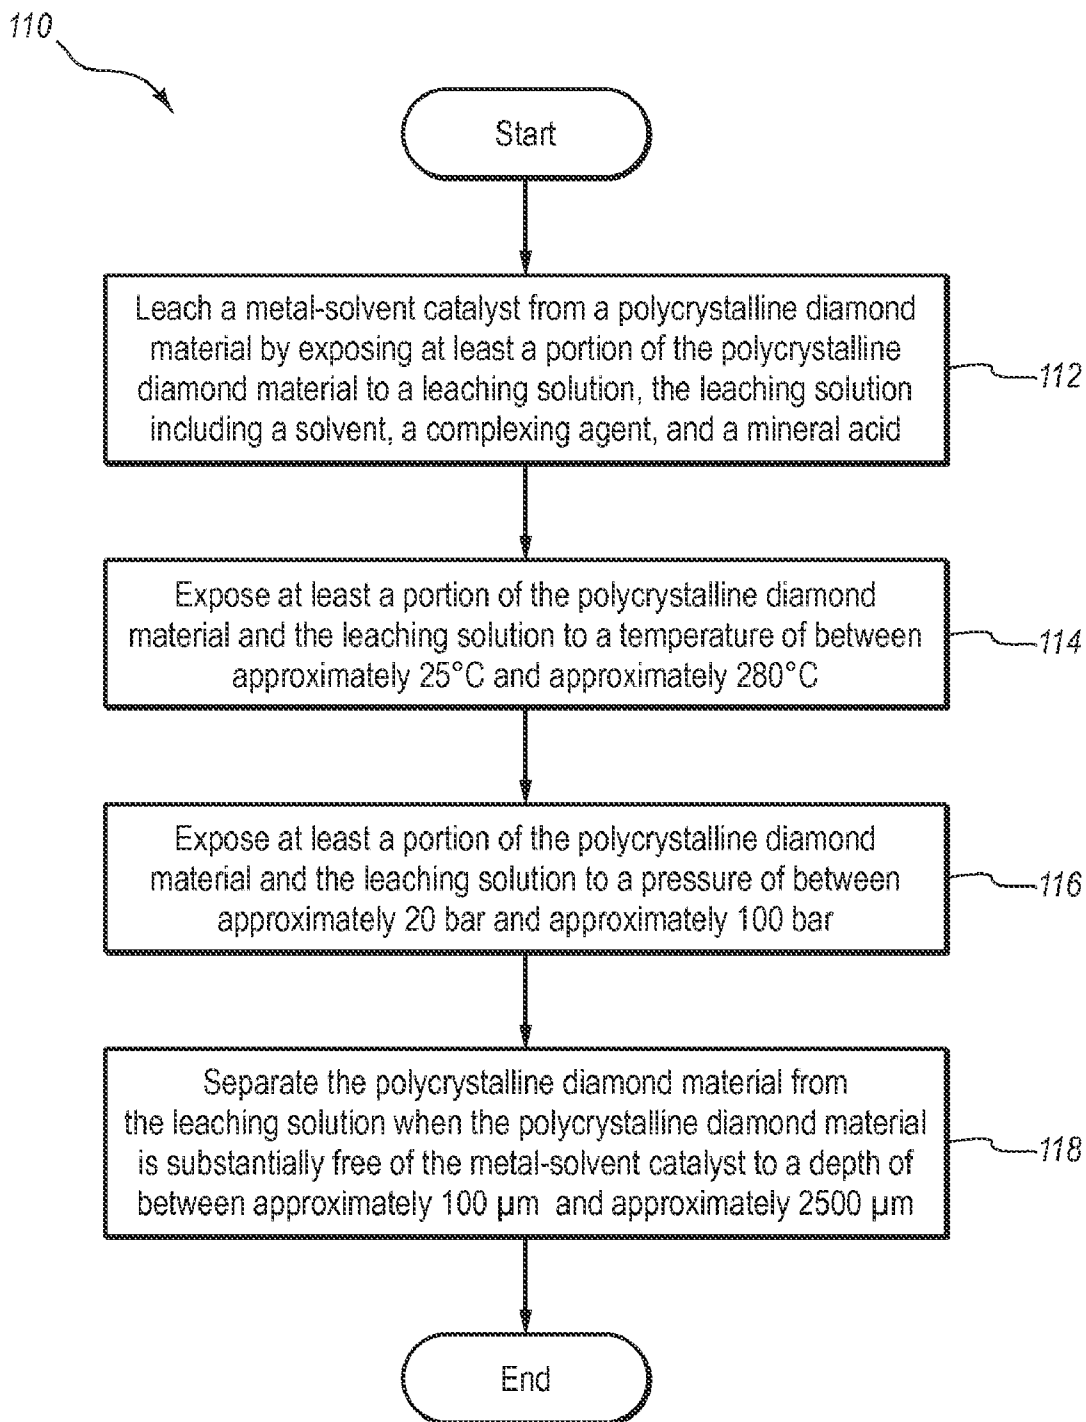 110
Start
Leach a metal-solvent catalyst from a polycrystalline diamond
material by exposing at least a portion of the polycrystalline
diamond material to a leaching solution, the leaching solution
including a solvent, a complexing agent, and a mineral acid
112
Expose at least a portion of the polycrystalline diamond
material and the leaching solution to a temperature of between
approximately 25°C and approximately 280°C
114
Expose at least a portion of the polycrystalline diamond
material and the leaching solution to a pressure of between
approximately 20 bar and approximately 100 bar
116
Separate the polycrystalline diamond material from
the leaching solution when the polycrystalline diamond material
is substantially free of the metal-solvent catalyst to a depth of
between approximately 100 µm and approximately 2500 µm
118
End